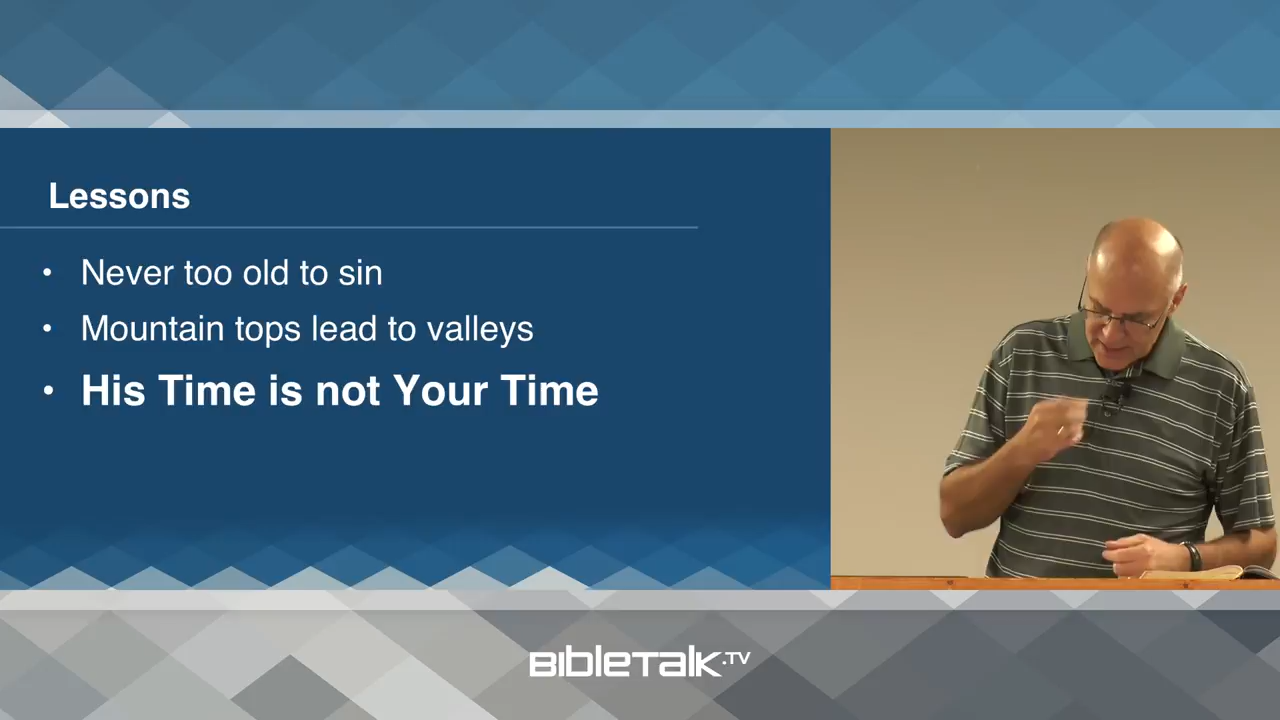 Lessons
• Never too old to sin
• Mountain tops lead to valleys
• His Time is not Your Time
BIBLETALK.TV